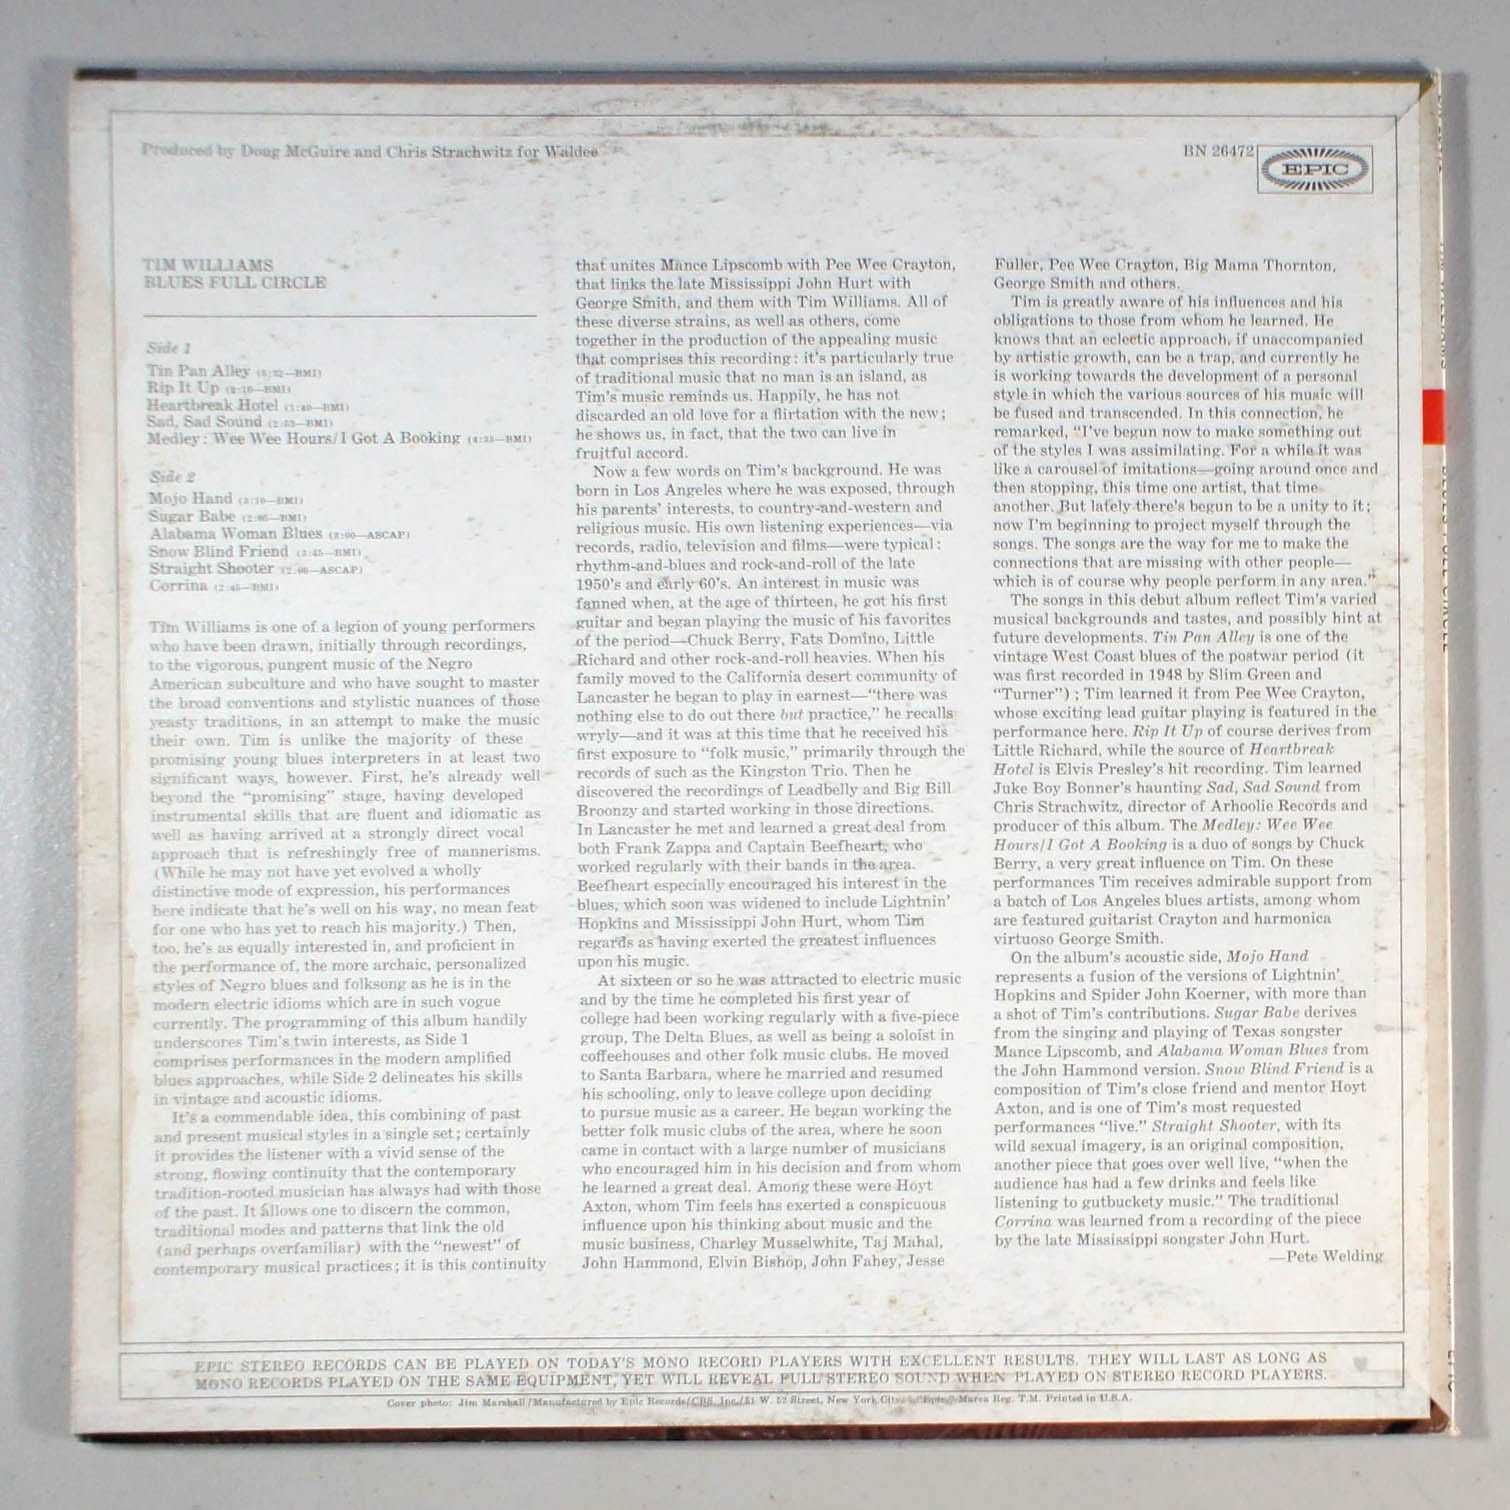 Produced by Doug McGuire and Chris Strachwitz for Waldee
BN 26472
EPIC
TIM WILLIAMS
BLUES FULL CIRCLE
Side 1
Tin Pan Alley (BMI)
Rip It Up (2:10—BMI)
Heartbreak Hotel (BMI)
Sad, Sad Sound (BMI)
Medley: Wee Wee Hours/I Got A Booking (BMI)
Side 2
Mojo Hand (BMI)
Sugar Babe (BMI)
Alabama Woman Blues (ASCAP)
Snow Blind Friend (BMI)
Straight Shooter (ASCAP)
Corrina (BMI)
Tim Williams is one of a legion of young performers
who have been drawn, initially through recordings,
to the vigorous, pungent music of the Negro
American subculture and who have sought to master
the broad conventions and stylistic nuances of those
yeasty traditions, in an attempt to make the music
their own. Tim is unlike the majority of these
promising young blues interpreters in at least two
significant ways, however. First, he's already well
beyond the "promising" stage, having developed
instrumental skills that are fluent and idiomatic as
well as having arrived at a strongly direct vocal
approach that is refreshingly free of mannerisms.
(While he may not have yet evolved a wholly
distinctive mode of expression, his performances
here indicate that he's well on his way, no mean feat
for one who has yet to reach his majority.) Then,
too, he's as equally interested in, and proficient in
the performance of, the more archaic, personalized
styles of Negro blues and folksong as he is in the
modern electric idioms which are in such vogue
currently. The programming of this album handily
underscores Tim's twin interests, as Side 1
comprises performances in the modern amplified
blues approaches, while Side 2 delineates his skills
in vintage and acoustic idioms.
It's a commendable idea, this combining of past
and present musical styles in a single set; certainly
it provides the listener with a vivid sense of the
strong, flowing continuity that the contemporary
tradition-rooted musician has always had with those
of the past. It allows one to discern the common,
traditional modes and patterns that link the old
(and perhaps overfamiliar) with the "newest" of
contemporary musical practices; it is this continuity
that unites Mance Lipscomb with Pee Wee Crayton,
that links the late Mississippi John Hurt with
George Smith, and them with Tim Williams. All of
these diverse strains, as well as others, come
together in the production of the appealing music
that comprises this recording: it's particularly true
of traditional music that no man is an island, as
Tim's music reminds us. Happily, he has not
discarded an old love for a flirtation with the new;
he shows us, in fact, that the two can live in
fruitful accord.
Now a few words on Tim's background. He was
born in Los Angeles where he was exposed, through
his parents' interests, to country-and-western and
religious music. His own listening experiences—via
records, radio, television and films—were typical:
rhythm-and-blues and rock-and-roll of the late
1950's and early 60's. An interest in music was
fanned when, at the age of thirteen, he got his first
guitar and began playing the music of his favorites
of the period—Chuck Berry, Fats Domino, Little
Richard and other rock-and-roll heavies. When his
family moved to the California desert community of
Lancaster he began to play in earnest—"there was
nothing else to do out there but practice," he recalls
wryly—and it was at this time that he received his
first exposure to "folk music," primarily through the
records of such as the Kingston Trio. Then he
discovered the recordings of Leadbelly and Big Bill
Broonzy and started working in those directions.
In Lancaster he met and learned a great deal from
both Frank Zappa and Captain Beefheart, who
worked regularly with their bands in the area.
Beefheart especially encouraged his interest in the
blues, which soon was widened to include Lightnin'
Hopkins and Mississippi John Hurt, whom Tim
regards as having exerted the greatest influences
upon his music.
At sixteen or so he was attracted to electric music
and by the time he completed his first year of
college had been working regularly with a five-piece
group, The Delta Blues, as well as being a soloist in
coffeehouses and other folk music clubs. He moved
to Santa Barbara, where he married and resumed
his schooling, only to leave college upon deciding
to pursue music as a career. He began working the
better folk music clubs of the area, where he soon
came in contact with a large number of musicians
who encouraged him in his decision and from whom
he learned a great deal. Among these were Hoyt
Axton, whom Tim feels has exerted a conspicuous
influence upon his thinking about music and the
music business, Charley Musselwhite, Taj Mahal,
John Hammond, Elvin Bishop, John Fahey, Jesse
Fuller, Pee Wee Crayton, Big Mama Thornton,
George Smith and others.
Tim is greatly aware of his influences and his
obligations to those from whom he learned. He
knows that an eclectic approach, if unaccompanied
by artistic growth, can be a trap, and currently he
is working towards the development of a personal
style in which the various sources of his music will
be fused and transcended. In this connection, he
remarked, "I've begun now to make something out
of the styles I was assimilating. For a while it was
like a carousel of imitations—going around once and
then stopping, this time one artist, that time
another. But lately there's begun to be a unity to it;
now I'm beginning to project myself through the
songs. The songs are the way for me to make the
connections that are missing with other people—
which is of course why people perform in any area."
The songs in this debut album reflect Tim's varied
musical backgrounds and tastes, and possibly hint at
future developments. Tin Pan Alley is one of the
vintage West Coast blues of the postwar period (it
was first recorded in 1948 by Slim Green and
"Turner"); Tim learned it from Pee Wee Crayton,
whose exciting lead guitar playing is featured in the
performance here. Rip It Up of course derives from
Little Richard, while the source of Heartbreak
Hotel is Elvis Presley's hit recording. Tim learned
Juke Boy Bonner's haunting Sad, Sad Sound from
Chris Strachwitz, director of Arhoolie Records and
producer of this album. The Medley: Wee Wee
Hours/I Got A Booking is a duo of songs by Chuck
Berry, a very great influence on Tim. On these
performances Tim receives admirable support from
a batch of Los Angeles blues artists, among whom
are featured guitarist Crayton and harmonica
virtuoso George Smith.
On the album's acoustic side, Mojo Hand
represents a fusion of the versions of Lightnin'
Hopkins and Spider John Koerner, with more than
a shot of Tim's contributions. Sugar Babe derives
from the singing and playing of Texas songster
Mance Lipscomb, and Alabama Woman Blues from
the John Hammond version. Snow Blind Friend is a
composition of Tim's close friend and mentor Hoyt
Axton, and is one of Tim's most requested
performances "live." Straight Shooter, with its
wild sexual imagery, is an original composition,
another piece that goes over well live, "when the
audience has had a few drinks and feels like
listening to gutbuckety music." The traditional
Corrina was learned from a recording of the piece
by the late Mississippi songster John Hurt.
—Pete Welding
EPIC STEREO RECORDS CAN BE PLAYED ON TODAY'S MONO RECORD PLAYERS WITH EXCELLENT RESULTS. THEY WILL LAST AS LONG AS
MONO RECORDS PLAYED ON THE SAME EQUIPMENT, YET WILL REVEAL FULL STEREO SOUND WHEN PLAYED ON STEREO RECORD PLAYERS.
Cover photo: Jim Marshall/Manufactured by Epic Records/CBS, Inc./51 W. 52 Street, New York City/"Epic," Marca Reg. T.M. Printed in U.S.A.